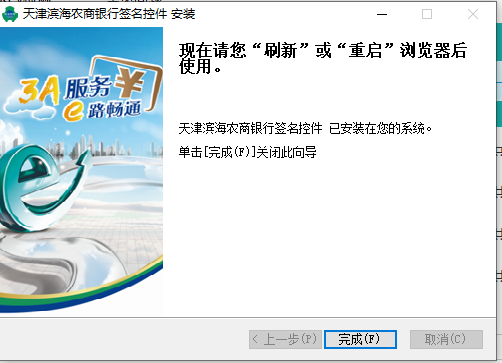 天津滨海农商银行签名控件 安装
3A服务
e路畅通
现在请您“刷新”或“重启”浏览器后
使用。
天津滨海农商银行签名控件 已安装在您的系统。
单击[完成(F)]关闭此向导
< 上一步(P)
完成(F)
取消(C)